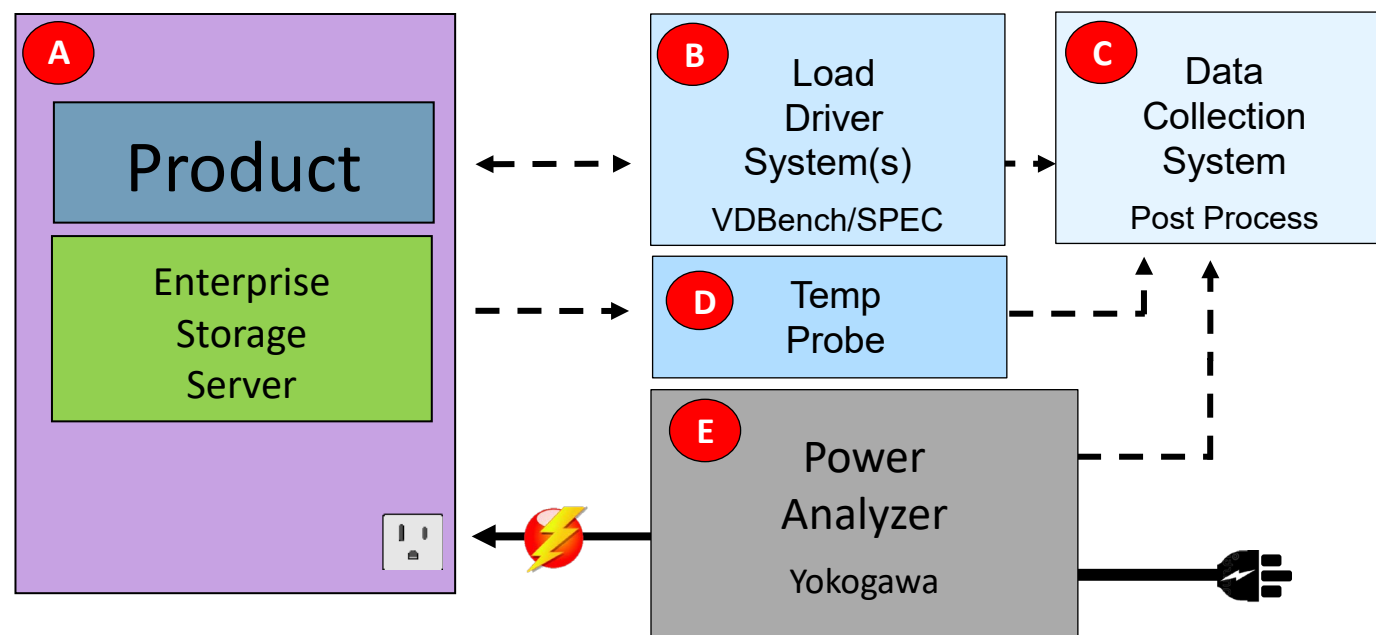 A
Product
Enterprise
Storage
Server
B
Load
Driver
System(s)
VDBench/SPEC
C
Data
Collection
System
Post Process
D
Temp
Probe
E
Power
Analyzer
Yokogawa